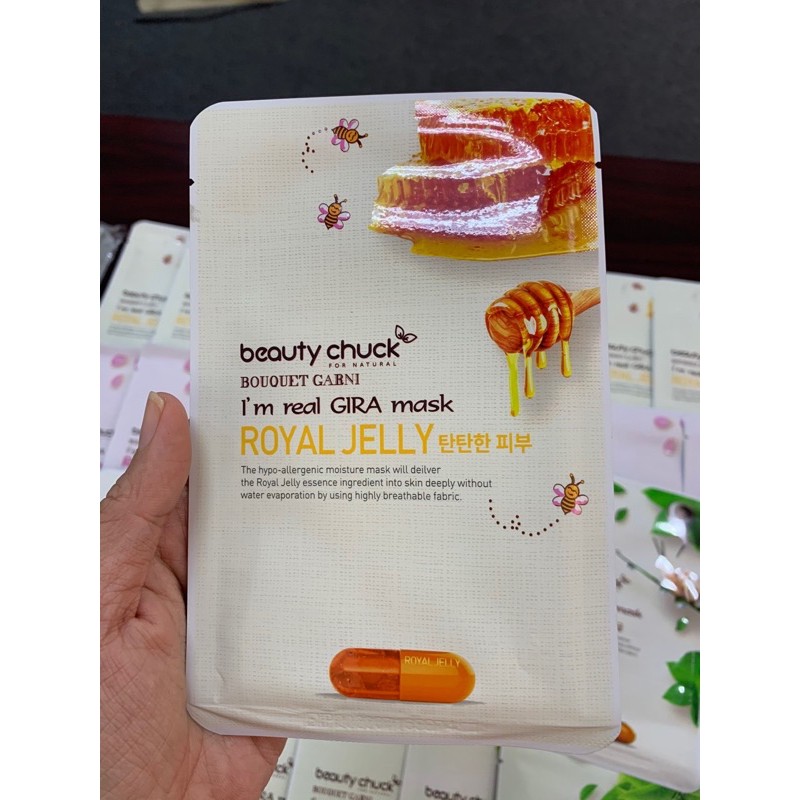 beauty chuck
FOR NATURAL
BOUQUET GARNI
I'm real GIRA mask
ROYAL JELLY 탄탄한 피부
The hypo-allergenic moisture mask will deilver
the Royal Jelly essence ingredient into skin deeply without
water evaporation by using highly breathable fabric.
ROYAL JELLY
beauty chuck
BOUQUET GARNI